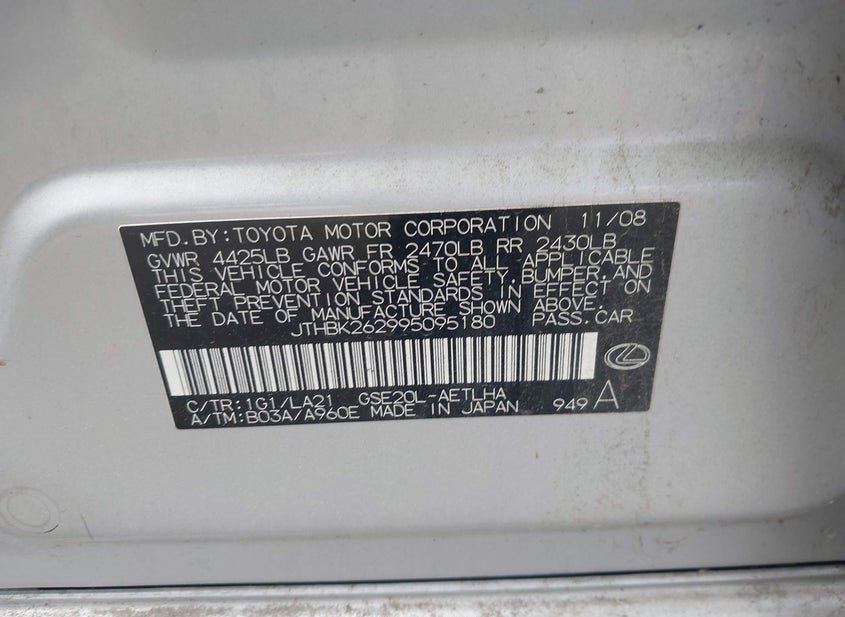 MFD. BY: TOYOTA MOTOR CORPORATION 11/08
GVWR 4425LB GAWR FR 2470LB RR 2430LB
THIS VEHICLE CONFORMS TO ALL APPLICABLE
FEDERAL MOTOR VEHICLE SAFETY, BUMPER, AND
THEFT PREVENTION STANDARDS IN EFFECT ON
THE DATE OF MANUFACTURE SHOWN ABOVE.
JTHBK262995095180 PASS. CAR
C/TR: 1G1/LA21 GSE20L-AETLHA
A/TM: B03A/A960E MADE IN JAPAN 949 A